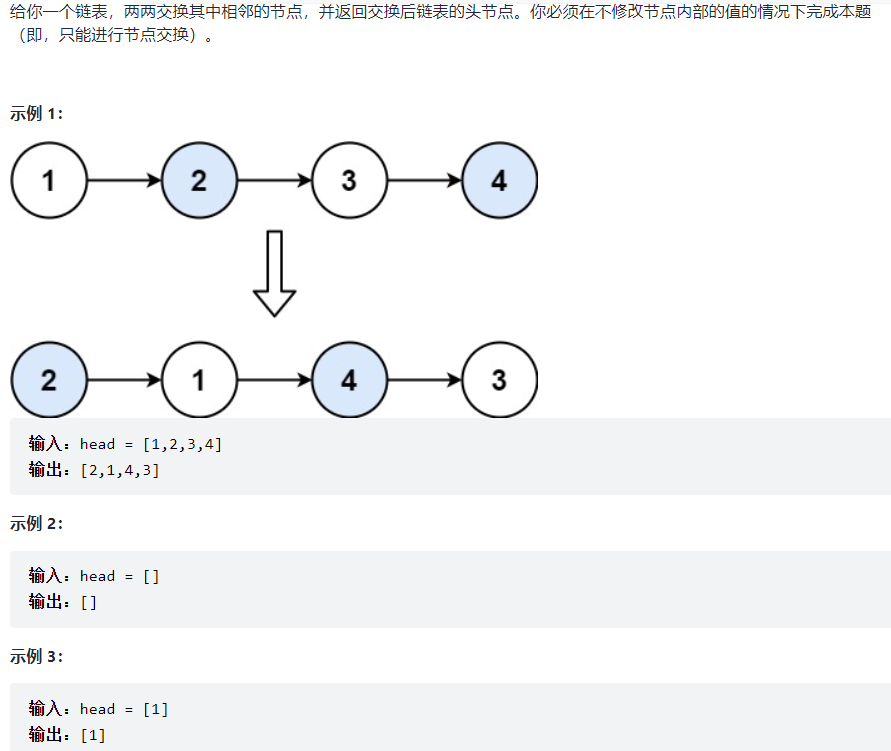 给你一个链表，两两交换其中相邻的节点，并返回交换后链表的头节点。你必须在不修改节点内部的值的情况下完成本题
（即，只能进行节点交换）。
示例 1：
1 2 3 4
2 1 4 3
输入：head = [1,2,3,4]
输出：[2,1,4,3]
示例 2：
输入：head = []
输出：[]
示例 3：
输入：head = [1]
输出：[1]